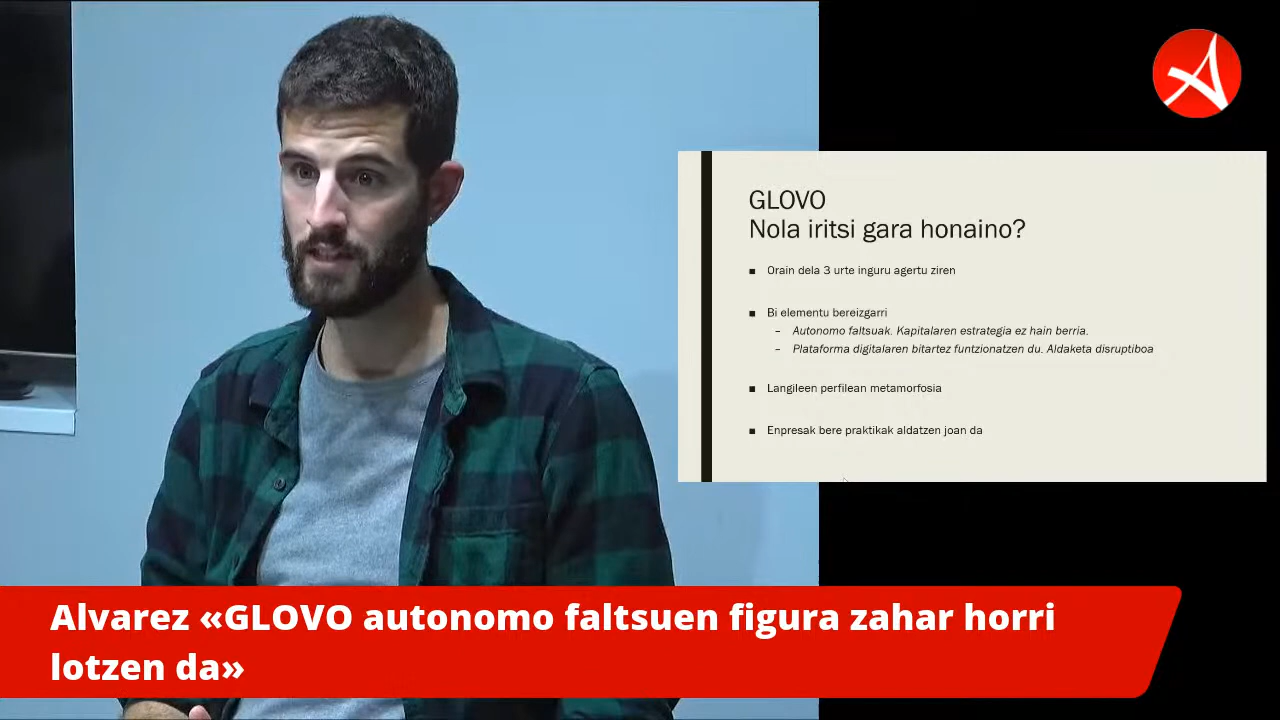 GLOVO
Nola iritsi gara honaino?
▪ Orain dela 3 urte inguru agertu ziren
▪ Bi elementu bereizgarri
– Autonomo faltsuak. Kapitalaren estrategia ez hain berria.
– Plataforma digitalaren bitartez funtzionatzen du. Aldaketa disruptiboa
▪ Langileen perfilean metamorfosia
▪ Enpresak bere praktikak aldatzen joan da
Alvarez «GLOVO autonomo faltsuen figura zahar horri
lotzen da»